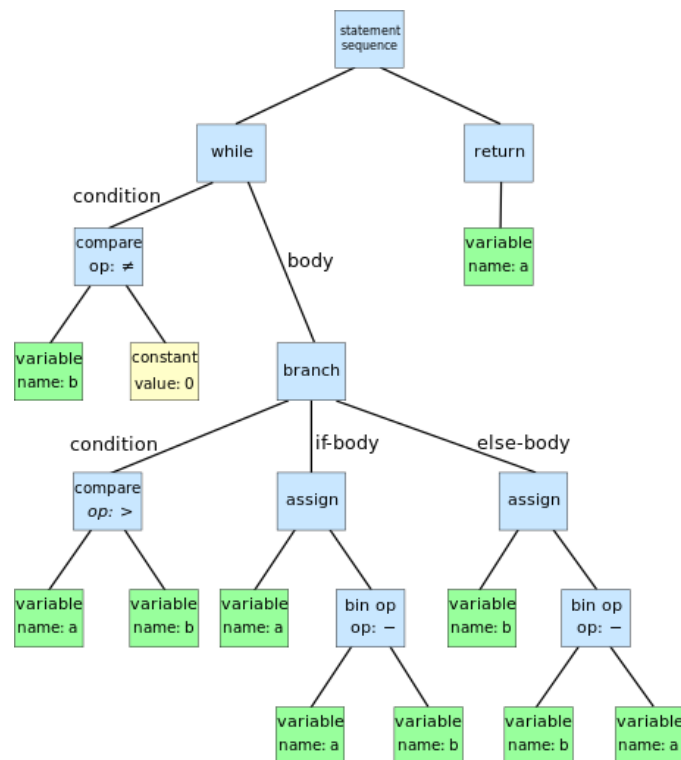 statement
sequence
while
return
condition
compare
op: ≠
body
variable
name: a
variable
name: b
constant
value: 0
branch
condition
if-body
else-body
compare
op: >
assign
assign
variable
name: a
variable
name: b
variable
name: a
bin op
op: −
variable
name: b
bin op
op: −
variable
name: a
variable
name: b
variable
name: b
variable
name: a